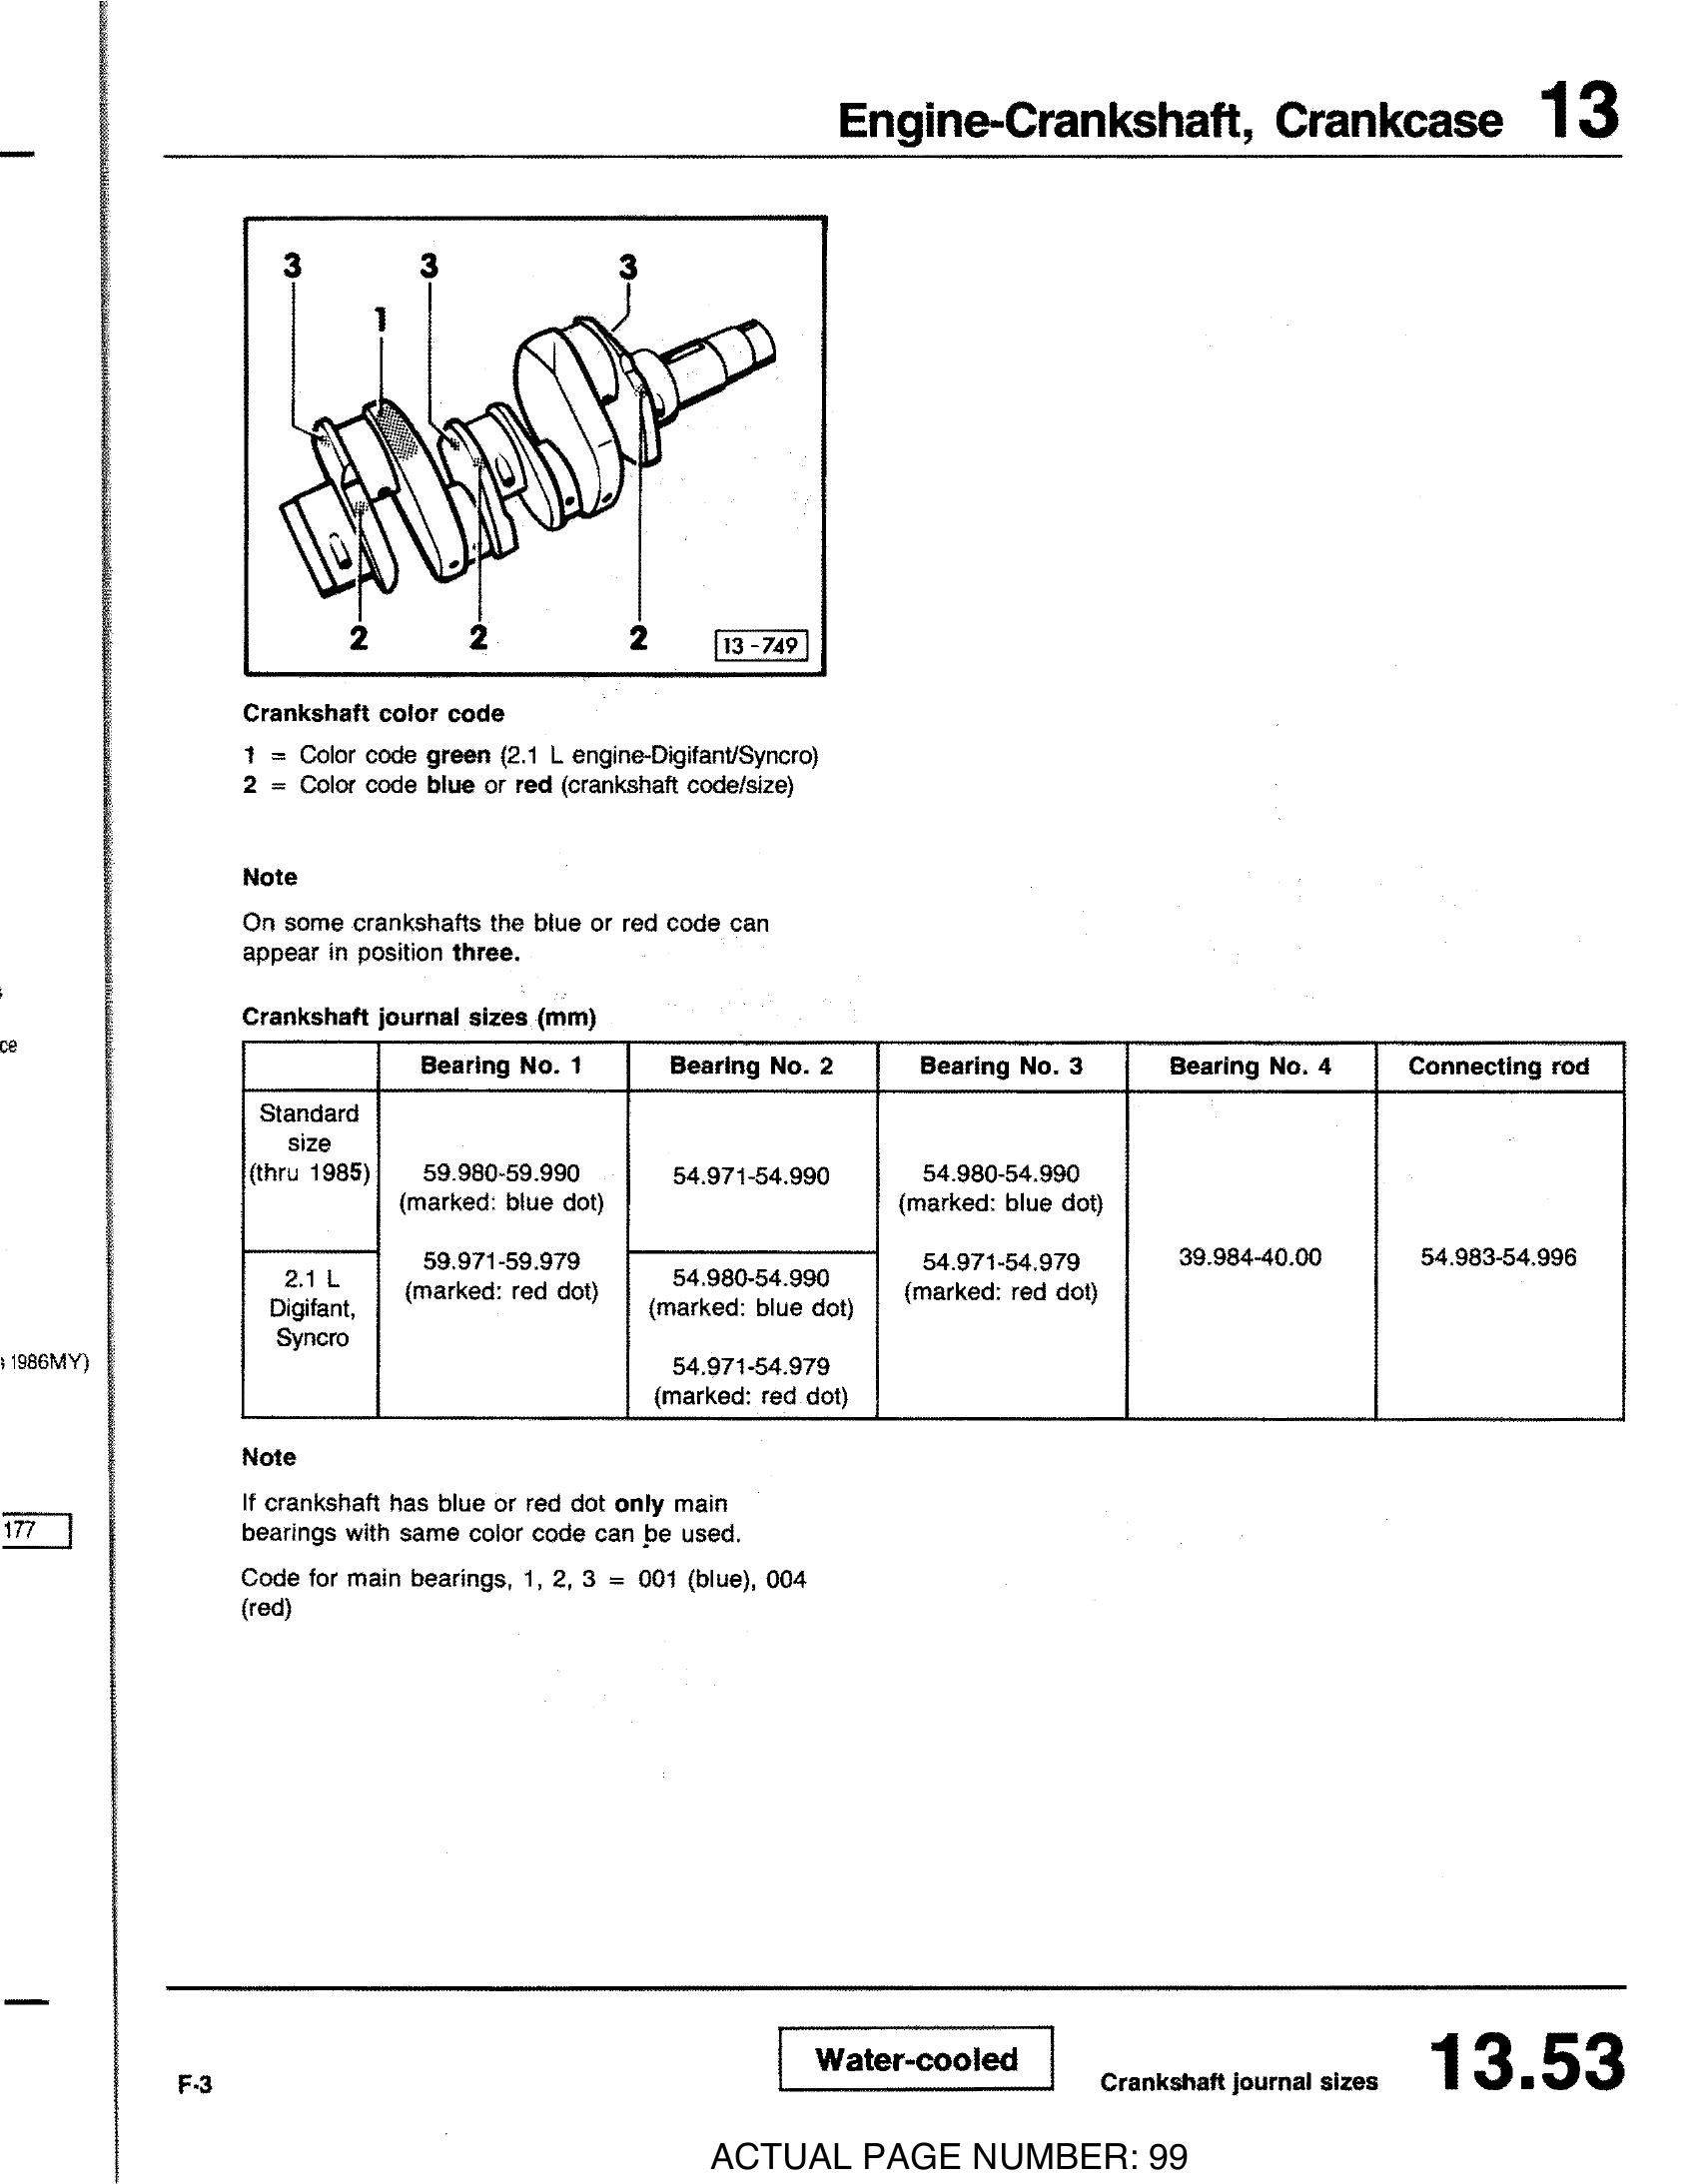 Engine-Crankshaft, Crankcase 13
3 3 3
1
2 2 2
13-749
Crankshaft color code
1 = Color code green (2.1 L engine-Digifant/Syncro)
2 = Color code blue or red (crankshaft code/size)
Note
On some crankshafts the blue or red code can
appear in position three.
ce
Crankshaft journal sizes (mm)
Bearing No. 1 Bearing No. 2 Bearing No. 3 Bearing No. 4 Connecting rod
Standard
size
(thru 1985)
59.980-59.990
(marked: blue dot)
59.971-59.979
(marked: red dot)
54.971-54.990
54.980-54.990
(marked: blue dot)
54.971-54.979
(marked: red dot)
39.984-40.00
54.983-54.996
2.1 L
Digifant,
Syncro
54.980-54.990
(marked: blue dot)
54.971-54.979
(marked: red dot)
1986MY)
Note
If crankshaft has blue or red dot only main
bearings with same color code can be used.
177
Code for main bearings, 1, 2, 3 = 001 (blue), 004
(red)
F-3
Water-cooled
Crankshaft journal sizes
13.53
ACTUAL PAGE NUMBER: 99